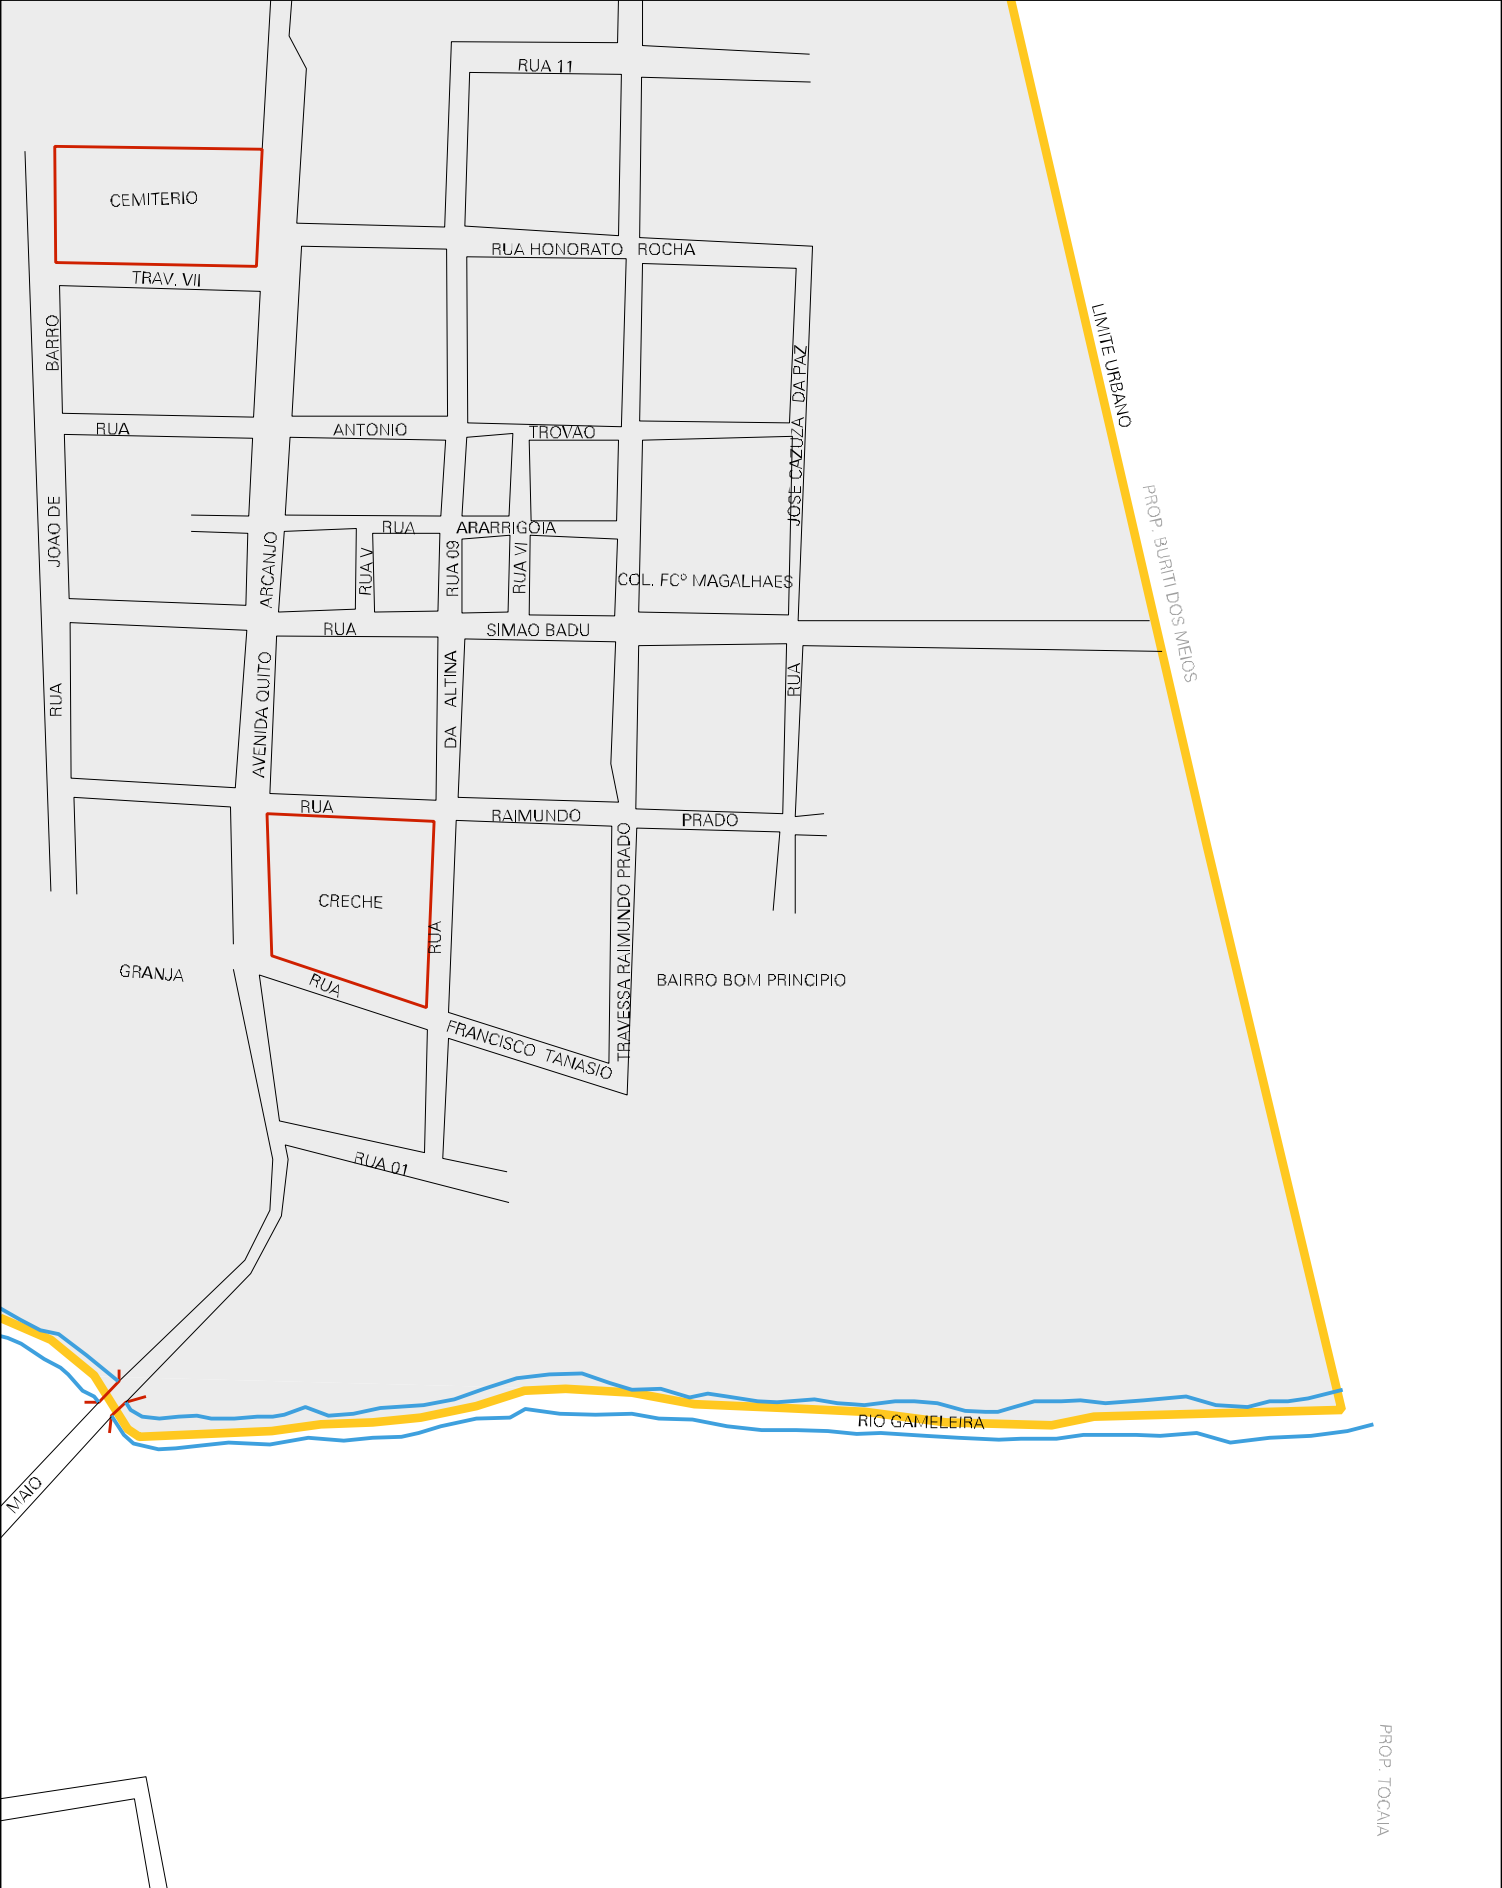 RUA 11
CEMITERIO
RUA HONORATO ROCHA
TRAV. VII
BARRO
JOSE CAZUZA DA PAZ
LIMITE URBANO
RUA
ANTONIO
TROVAO
PROP. BURITI DOS MEIOS
JOAO DE
RUA
ARARRIGOIA
ARCANJO
RUA V
RUA 09
RUA VI
COL. FCº MAGALHAES
RUA
SIMAO BADU
RUA
AVENIDA QUITO
DA ALTINA
RUA
RUA
RAIMUNDO
PRADO
TRAVESSA RAIMUNDO PRADO
CRECHE
RUA
GRANJA
RUA
BAIRRO BOM PRINCIPIO
FRANCISCO TANASIO
RUA 01
RIO GAMELEIRA
MAIO
PROP. TOCAIA